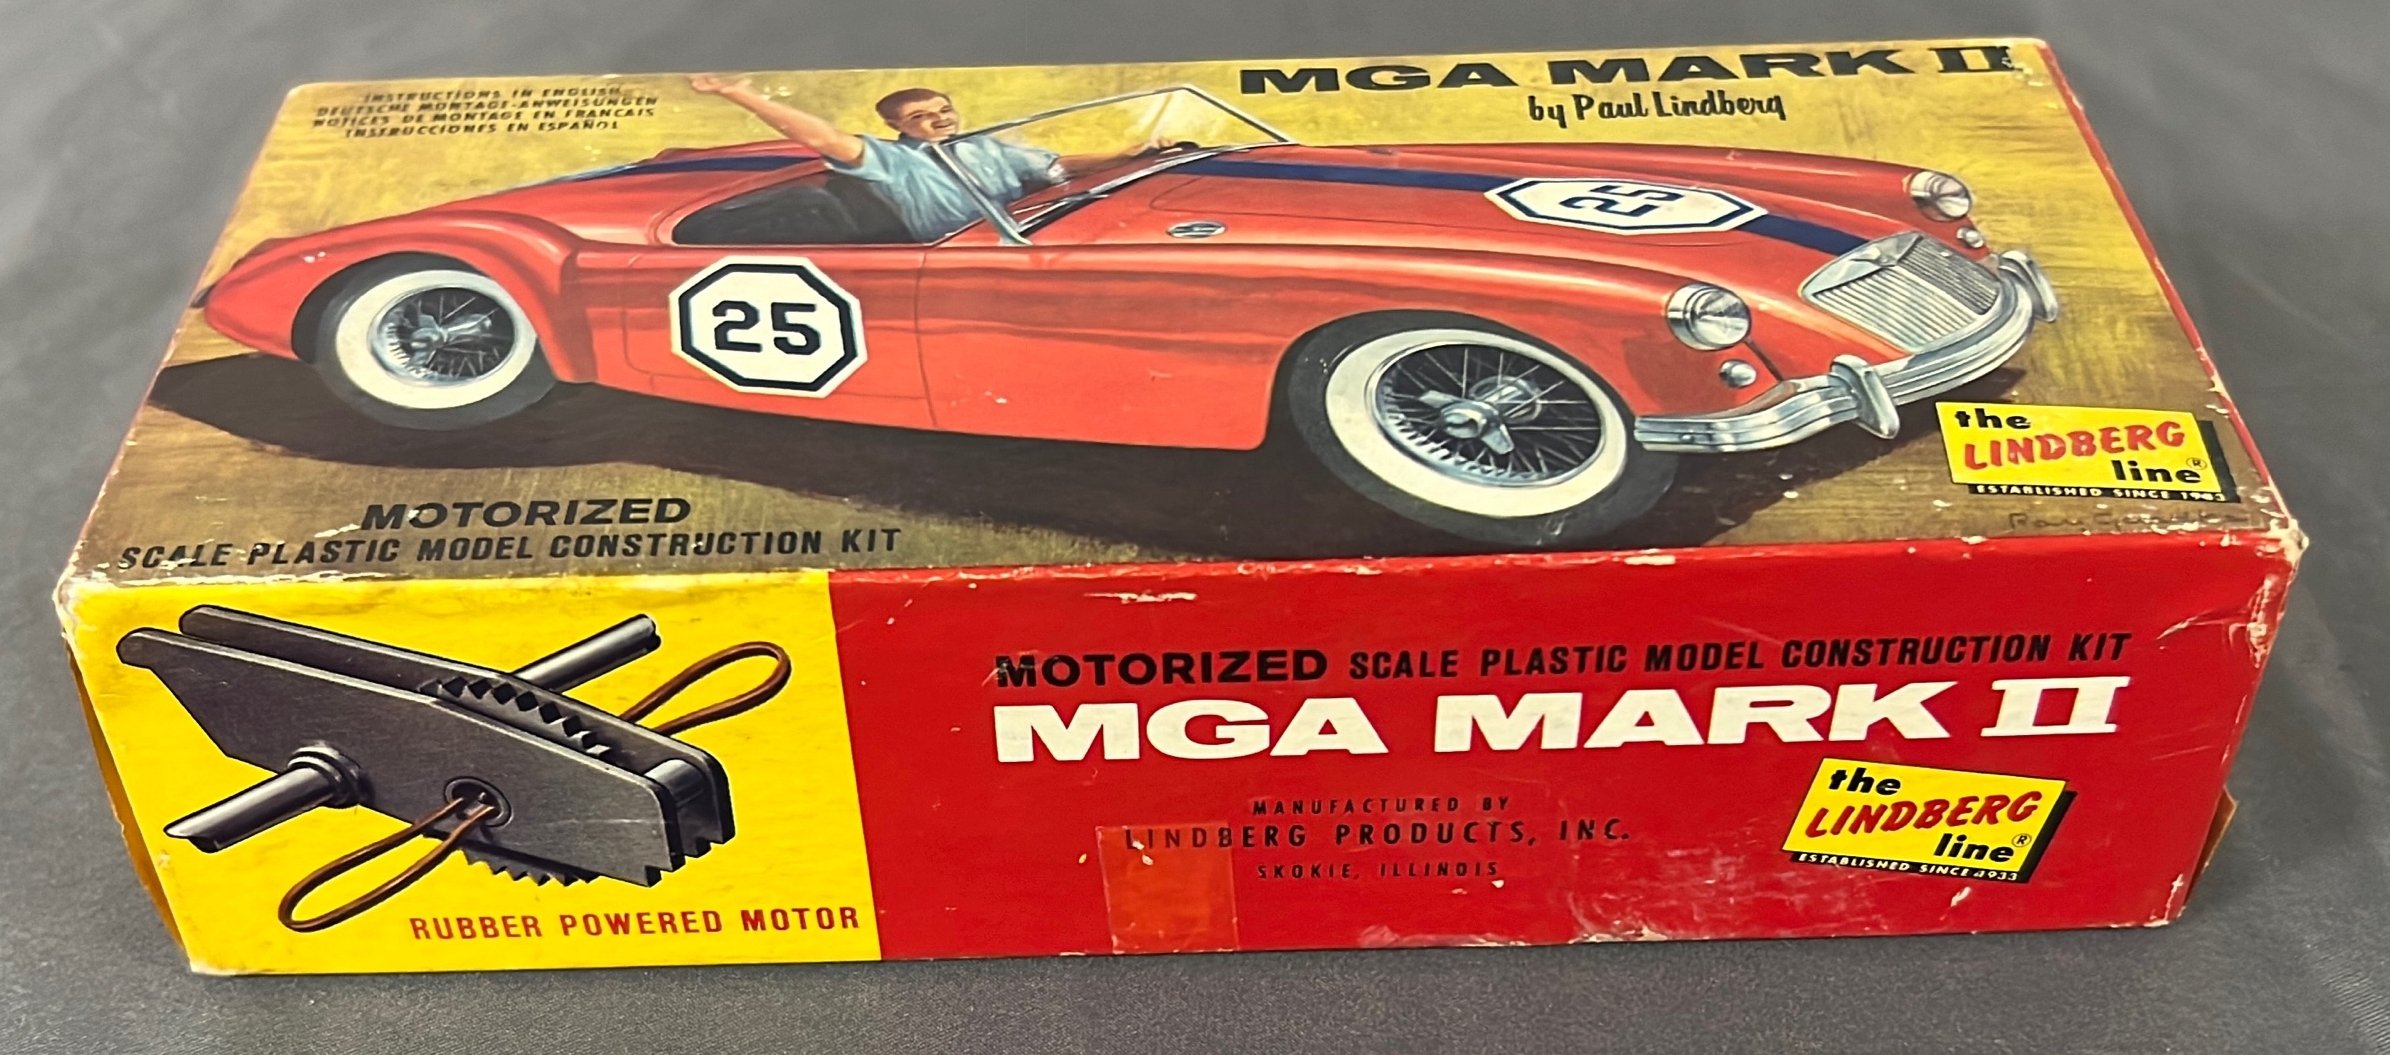 INSTRUCTIONS IN ENGLISH
DEUTSCHE MONTAGE-ANWEISUNGEN
NOTICES DE MONTAGE EN FRANCAIS
INSTRUCCIONES EN ESPAÑOL
MGA MARK II
by Paul Lindberg
25
25
the
LINDBERG
line®
ESTABLISHED SINCE 1933
MOTORIZED
SCALE PLASTIC MODEL CONSTRUCTION KIT
RUBBER POWERED MOTOR
MOTORIZED SCALE PLASTIC MODEL CONSTRUCTION KIT
MGA MARK II
MANUFACTURED BY
LINDBERG PRODUCTS, INC.
SKOKIE, ILLINOIS
the
LINDBERG
line®
ESTABLISHED SINCE 1933